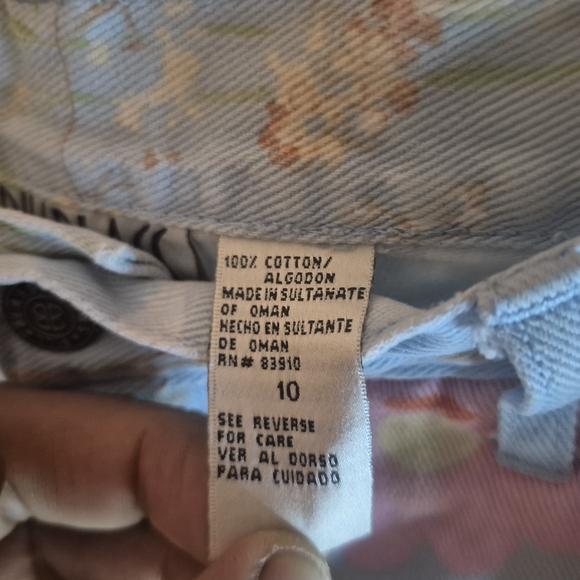 100% COTTON/
ALGODON
MADE IN SULTANATE
OF OMAN
HECHO EN SULTANTE
DE OMAN
RN# 83910
10
SEE REVERSE
FOR CARE
VER AL DORSO
PARA CUIDADO